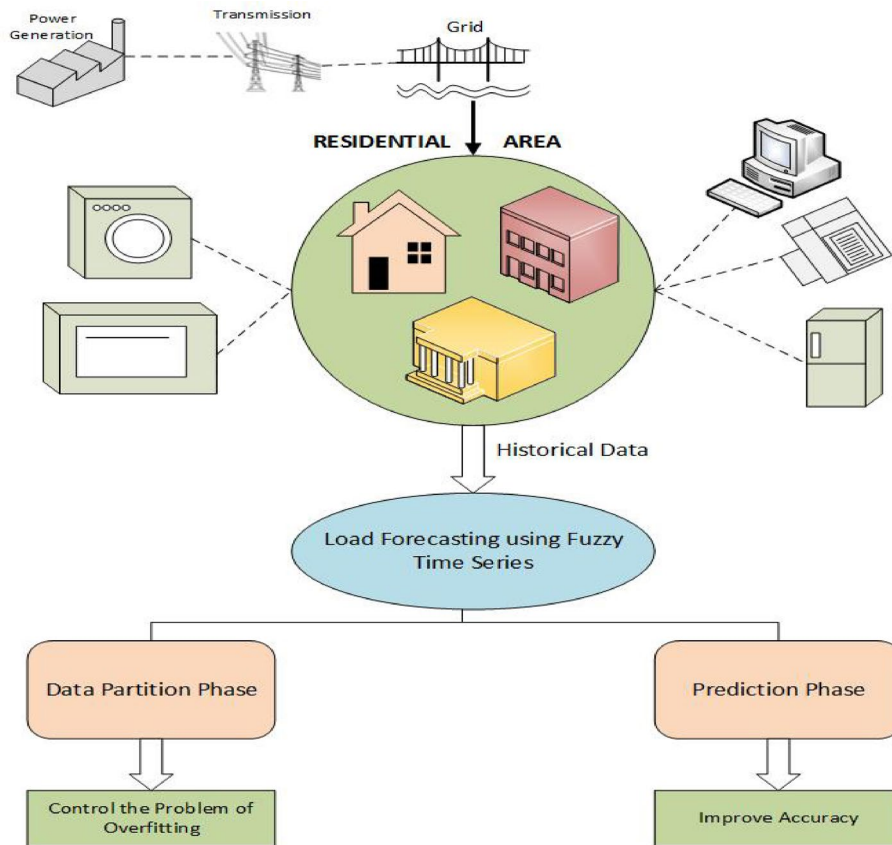 Power
Generation
Transmission
Grid
RESIDENTIAL AREA
Historical Data
Load Forecasting using Fuzzy
Time Series
Data Partition Phase
Prediction Phase
Control the Problem of
Overfitting
Improve Accuracy